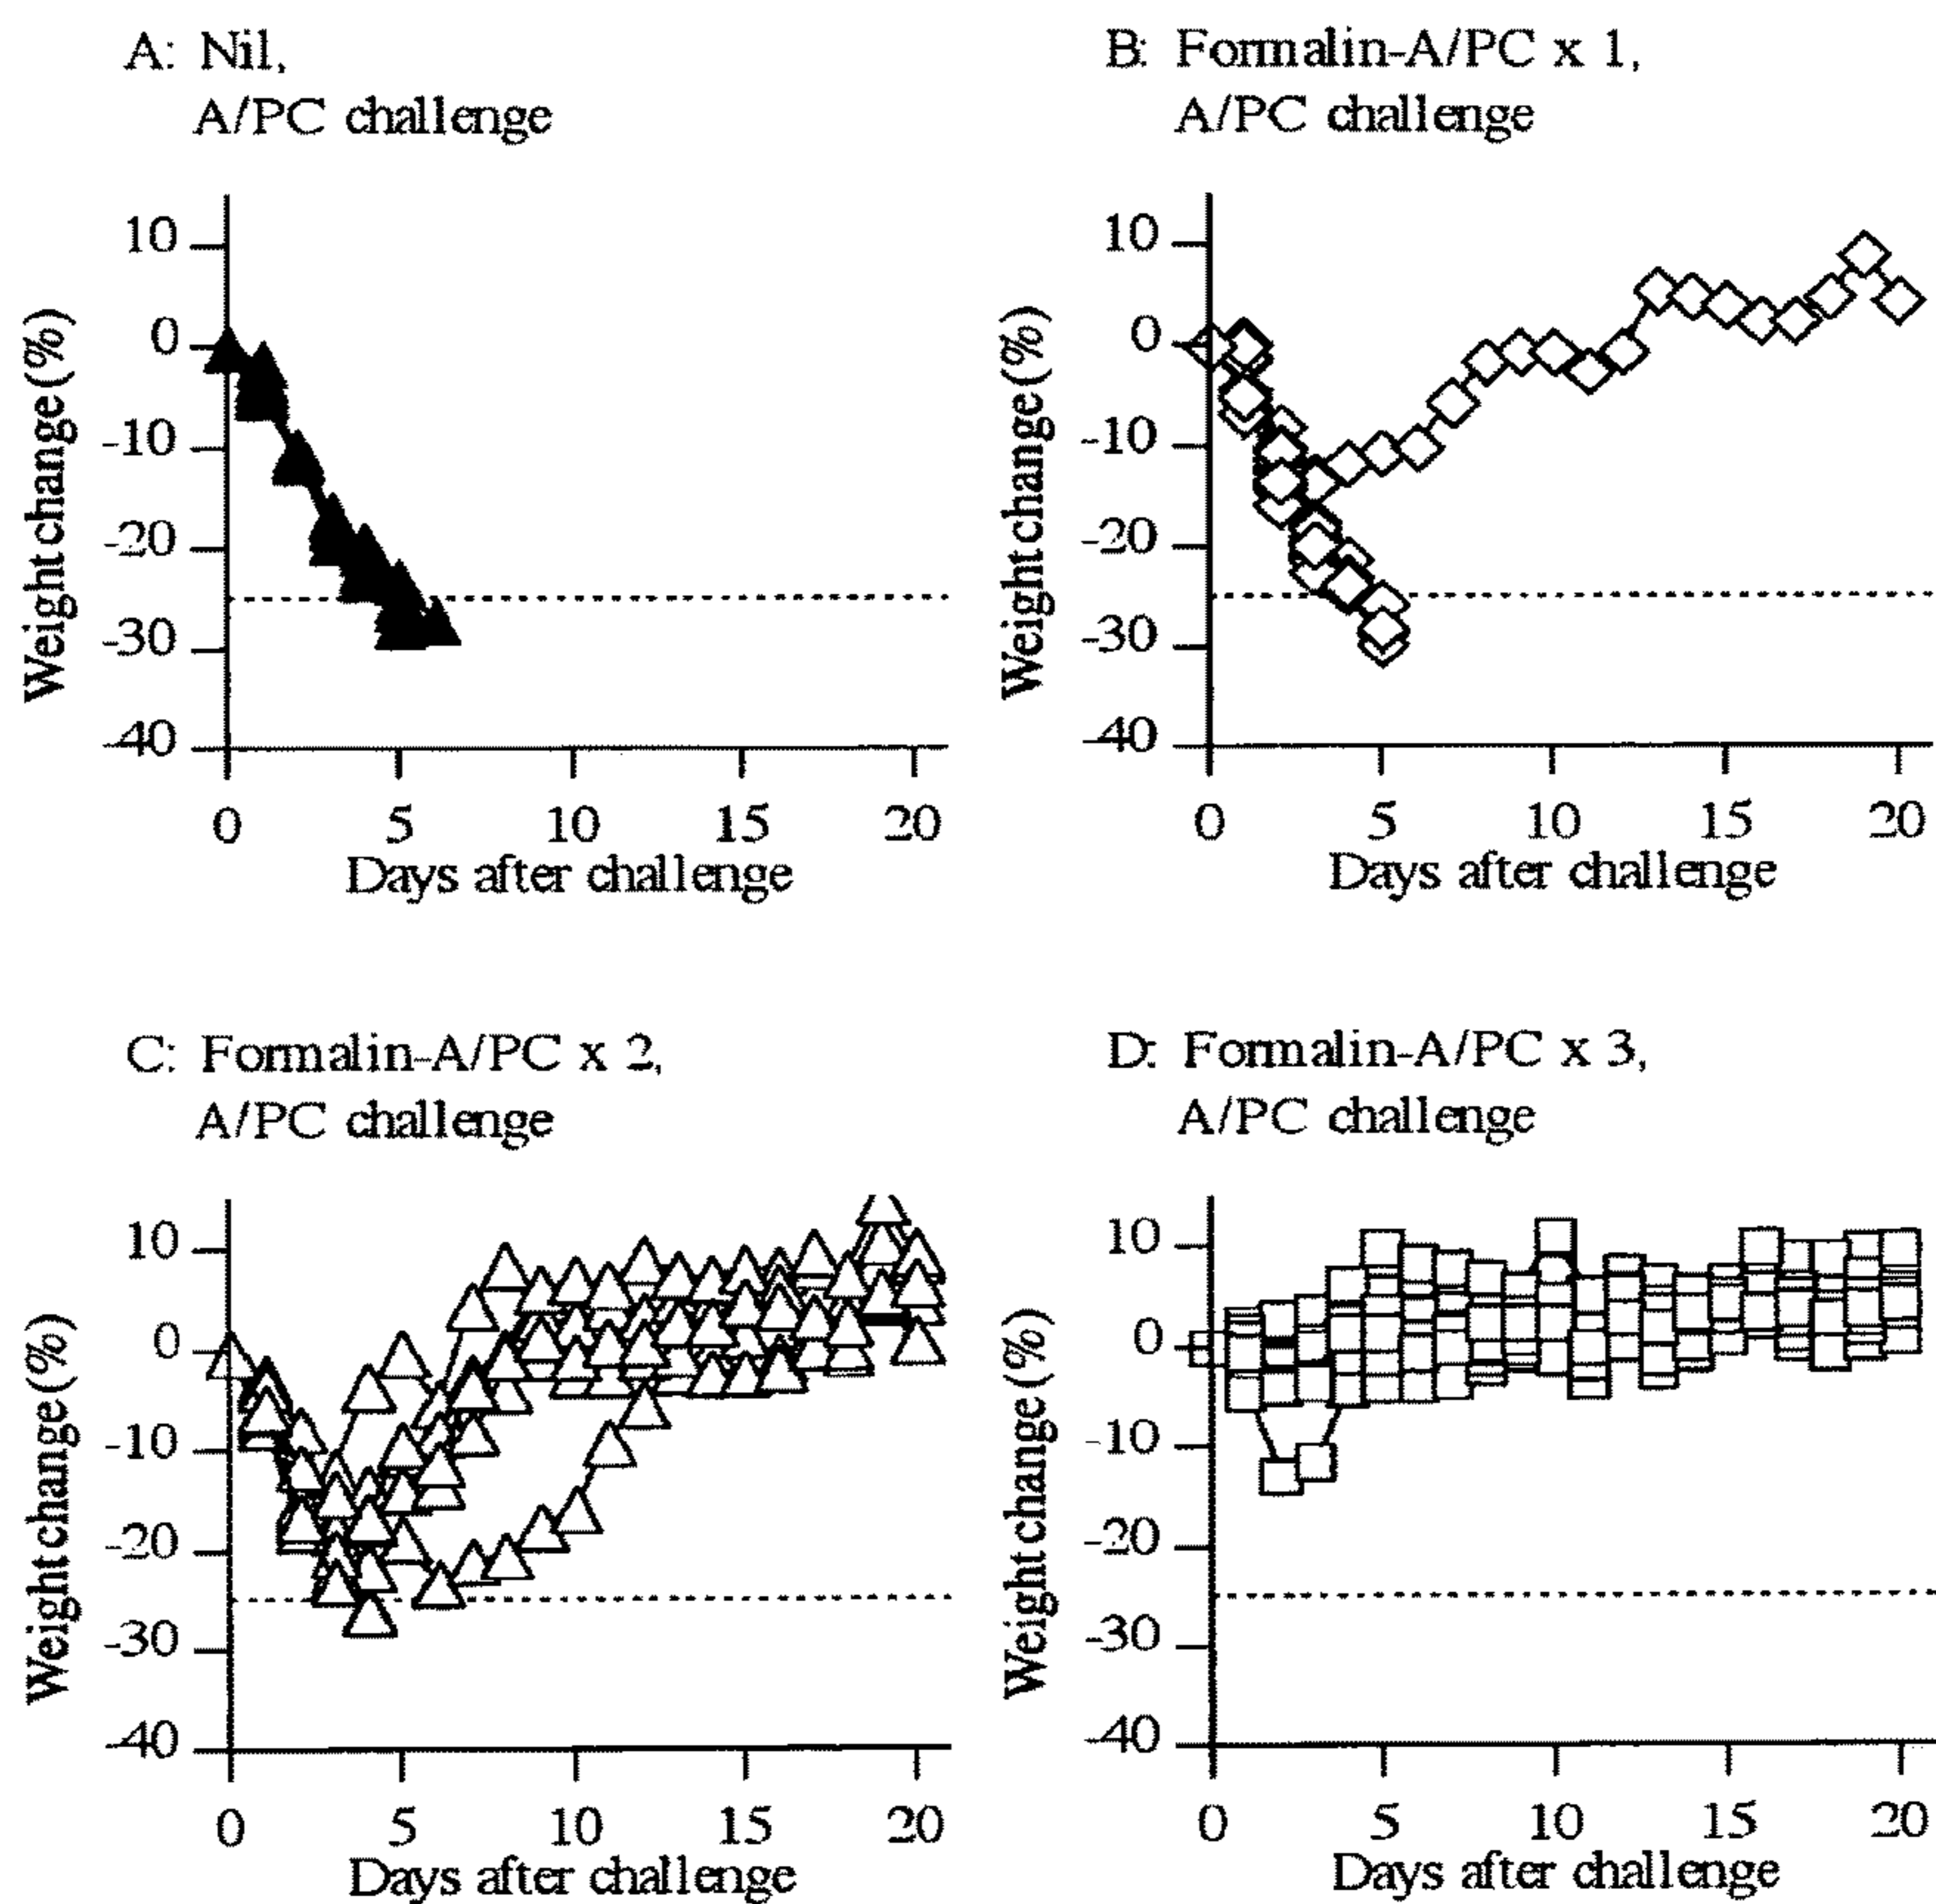 A: Nil,
A/PC challenge
10
0
-10
-20
-30
-40
Weight change (%)
0 5 10 15 20
Days after challenge
B: Formalin-A/PC x 1,
A/PC challenge
10
0
-10
-20
-30
-40
Weight change (%)
0 5 10 15 20
Days after challenge
C: Formalin-A/PC x 2,
A/PC challenge
10
0
-10
-20
-30
-40
Weight change (%)
0 5 10 15 20
Days after challenge
D: Formalin-A/PC x 3,
A/PC challenge
10
0
-10
-20
-30
-40
Weight change (%)
0 5 10 15 20
Days after challenge